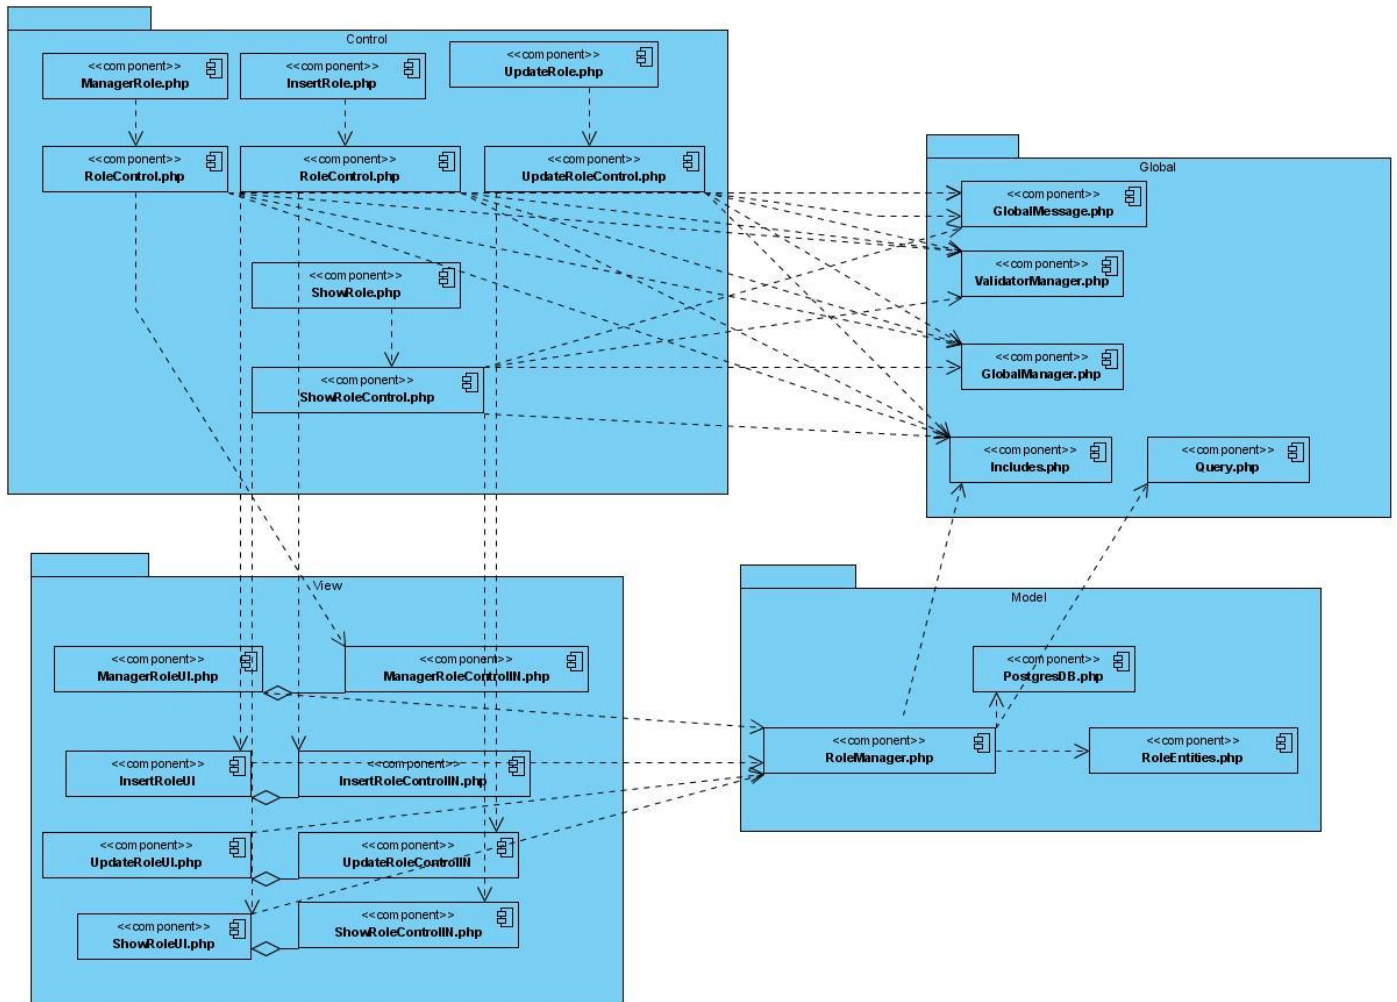 Control
<<component>>
ManagerRole.php
<<component>>
InsertRole.php
<<component>>
UpdateRole.php
<<component>>
RoleControl.php
<<component>>
RoleControl.php
<<component>>
UpdateRoleControl.php
<<component>>
ShowRole.php
<<component>>
ShowRoleControl.php
Global
<<component>>
GlobalMessage.php
<<component>>
ValidatorManager.php
<<component>>
GlobalManager.php
<<component>>
Includes.php
<<component>>
Query.php
View
<<component>>
ManagerRoleUI.php
<<component>>
ManagerRoleControlIN.php
<<component>>
InsertRoleUI
<<component>>
InsertRoleControlIN.php
<<component>>
UpdateRoleUI.php
<<component>>
UpdateRoleControlIN
<<component>>
ShowRoleUI.php
<<component>>
ShowRoleControlIN.php
Model
<<component>>
PostgresDB.php
<<component>>
RoleManager.php
<<component>>
RoleEntities.php